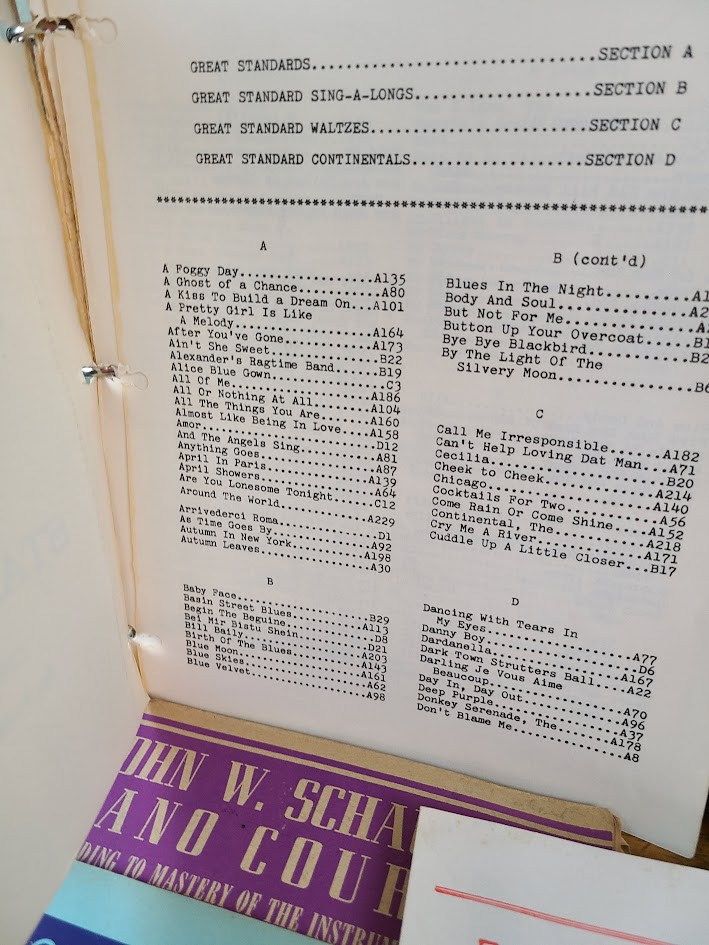 GREAT STANDARDS..............................SECTION A
GREAT STANDARD SING-A-LONGS..................SECTION B
GREAT STANDARD WALTZES.......................SECTION C
GREAT STANDARD CONTINENTALS..................SECTION D
************************************************************
A
A Foggy Day..................A135
A Ghost of a Chance...........A80
A Kiss To Build a Dream On...A101
A Pretty Girl Is Like
A Melody..................A164
After You've Gone............A173
Ain't She Sweet...............B22
Alexander's Ragtime Band......B19
Alice Blue Gown................C3
All Of Me....................A186
All Or Nothing At All........A104
All The Things You Are.......A160
Almost Like Being In Love....A158
Amor..........................D12
And The Angels Sing...........A81
Anything Goes.................A87
April In Paris...............A139
April Showers.................A64
Are You Lonesome Tonight......C12
Around The World.............A229
Arrivederci Roma...............D1
As Time Goes By...............A92
Autumn In New York...........A198
Autumn Leaves.................A30
B
Baby Face.....................B29
Basin Street Blues...........A113
Begin The Beguine..............D8
Bei Mir Bistu Shein...........D21
Bill Baily...................A203
Birth Of The Blues...........A143
Blue Moon....................A161
Blue Skies....................A62
Blue Velvet...................A98
B (cont'd)
Blues In The Night.........A1
Body And Soul..............A2
But Not For Me.............A
Button Up Your Overcoat.....B1
Bye Bye Blackbird...........B2
By The Light Of The
Silvery Moon..............B6
C
Call Me Irresponsible......A182
Can't Help Loving Dat Man...A71
Cecilia.....................B20
Cheek to Cheek.............A214
Chicago....................A140
Cocktails For Two...........A56
Come Rain Or Come Shine....A152
Continental, The...........A218
Cry Me A River.............A171
Cuddle Up A Little Closer...B17
D
Dancing With Tears In
My Eyes...................A77
Danny Boy....................D6
Dardanella.................A167
Dark Town Strutters Ball....A22
Darling Je Vous Aime
Beaucoup..................A70
Day In, Day Out.............A96
Deep Purple.................A37
Donkey Serenade, The.......A178
Don't Blame Me...............A8
OHN W. SCHA
ANO COUR
DING TO MASTERY OF THE INSTRUM